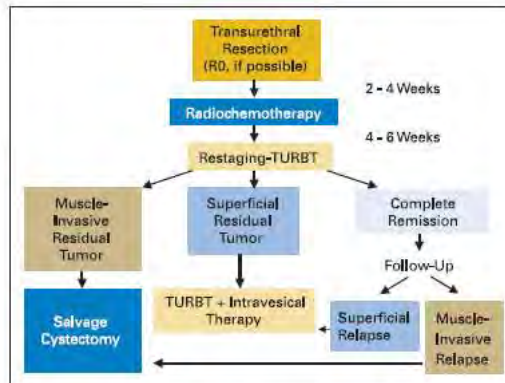 Transurethral
Resection
(R0, if possible)
2 - 4 Weeks
Radiochemotherapy
4 - 6 Weeks
Restaging-TURBT
Muscle-
Invasive
Residual
Tumor
Superficial
Residual
Tumor
Complete
Remission
Follow-Up
Salvage
Cystectomy
TURBT + Intravesical
Therapy
Superficial
Relapse
Muscle-
Invasive
Relapse